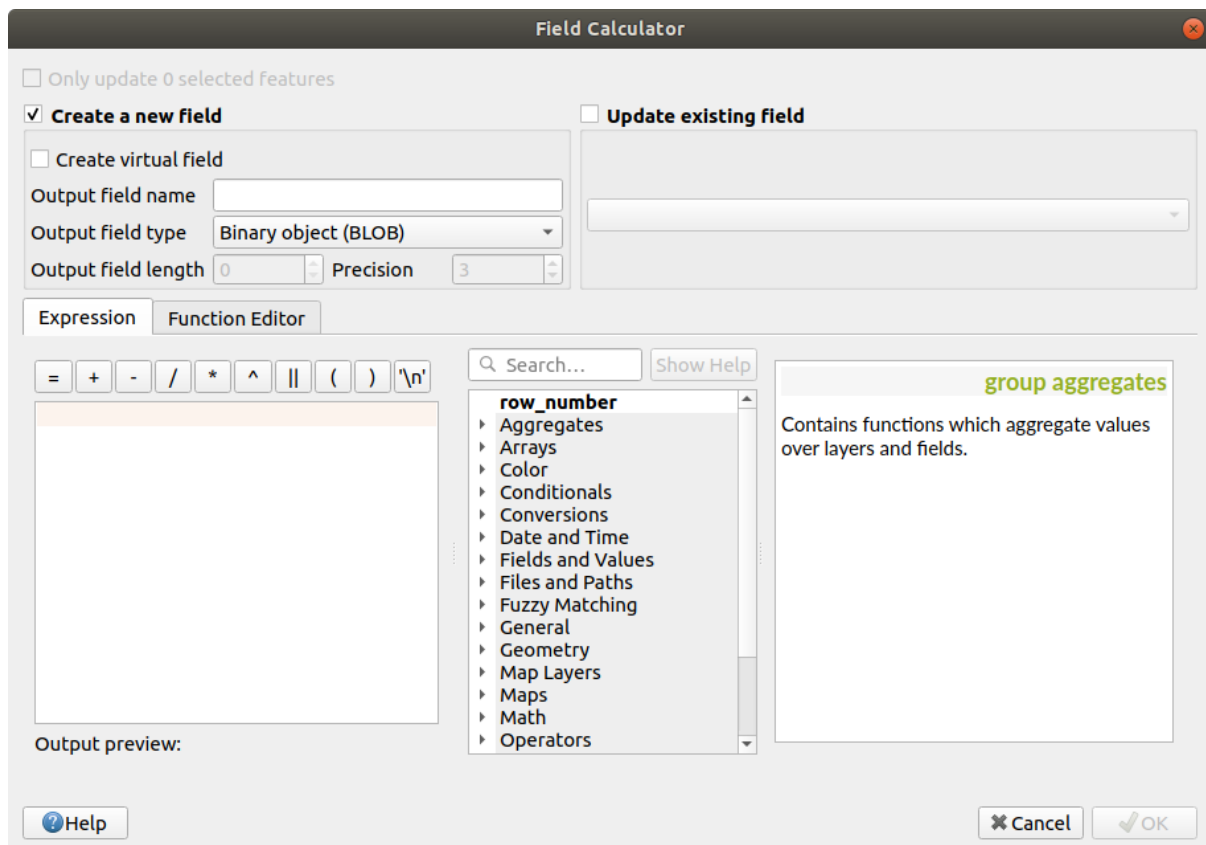 Field Calculator
Only update 0 selected features
Create a new field
Update existing field
Create virtual field
Output field name
Output field type Binary object (BLOB)
Output field length 0 Precision 3
Expression Function Editor
= + - / * ^ || ( ) '\n'
Search... Show Help
row_number
Aggregates
Arrays
Color
Conditionals
Conversions
Date and Time
Fields and Values
Files and Paths
Fuzzy Matching
General
Geometry
Map Layers
Maps
Math
Operators
group aggregates
Contains functions which aggregate values
over layers and fields.
Output preview:
Help
Cancel OK